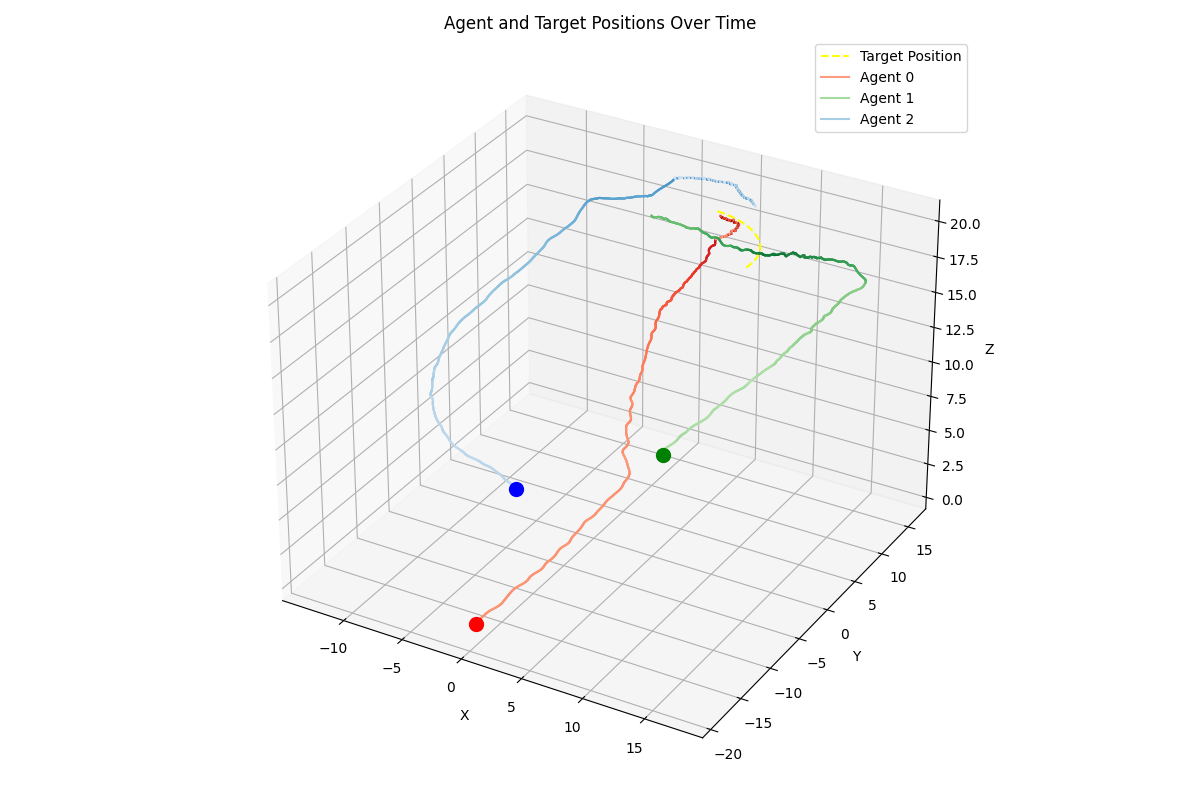 Agent and Target Positions Over Time
Target Position
Agent 0
Agent 1
Agent 2
20.0
17.5
15.0
12.5
Z
10.0
7.5
5.0
2.5
0.0
15
10
5
0
Y
−5
−10
−15
−20
−10
−5
0
X
5
10
15